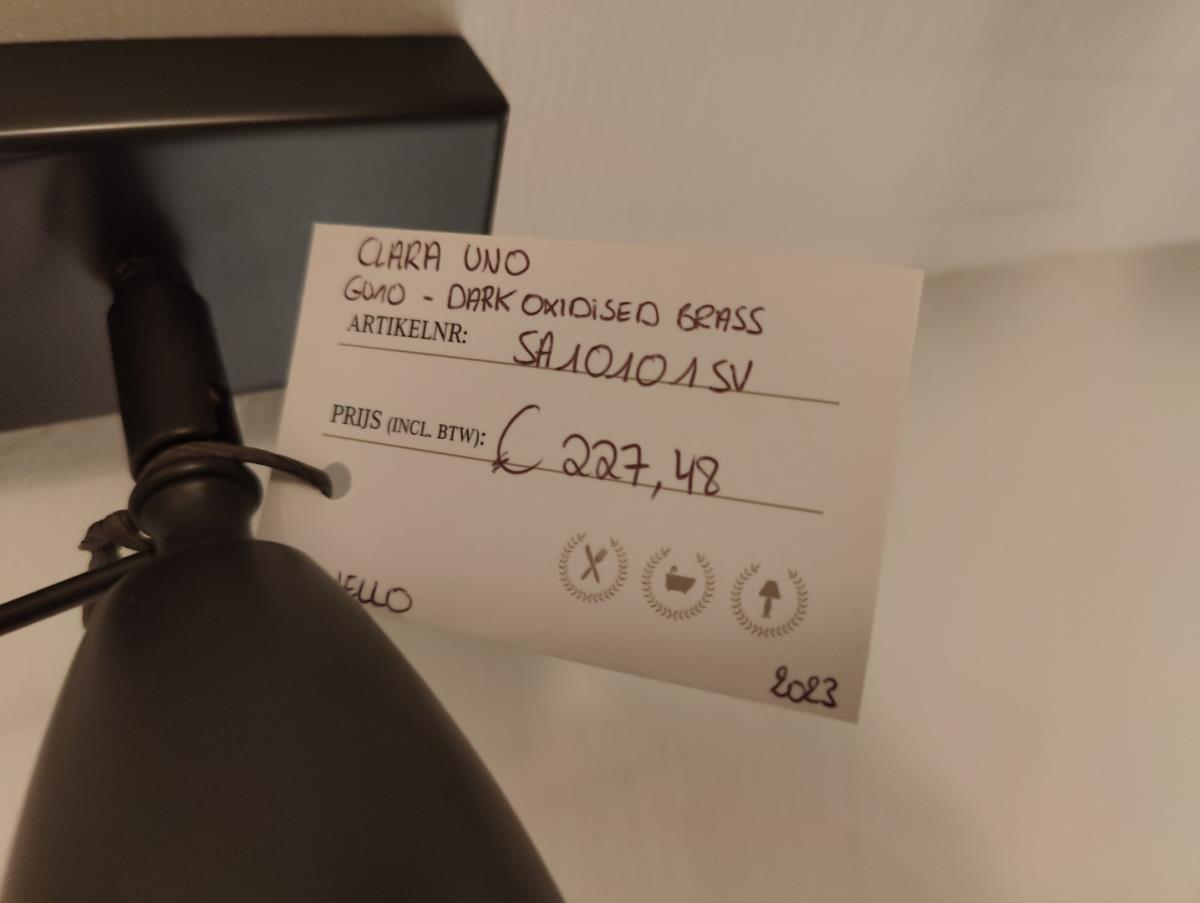 CLARA UNO
GU10 - DARK OXIDISED BRASS
ARTIKELNR: SA10101SV
PRIJS (INCL. BTW): € 227,48
2023